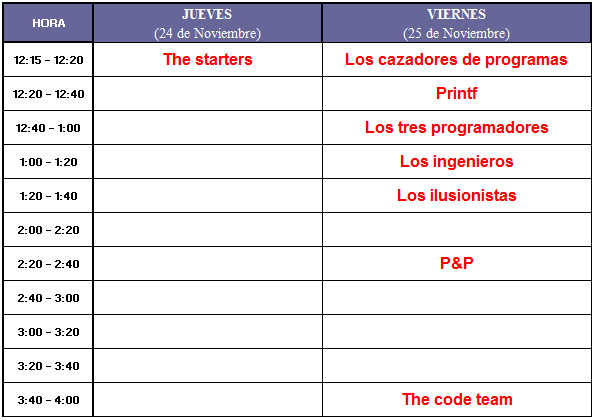 HORA JUEVES VIERNES
(24 de Noviembre) (25 de Noviembre)
12:15 - 12:20 The starters Los cazadores de programas
12:20 - 12:40 Printf
12:40 - 1:00 Los tres programadores
1:00 - 1:20 Los ingenieros
1:20 - 1:40 Los ilusionistas
2:00 - 2:20
2:20 - 2:40 P&P
2:40 - 3:00
3:00 - 3:20
3:20 - 3:40
3:40 - 4:00 The code team